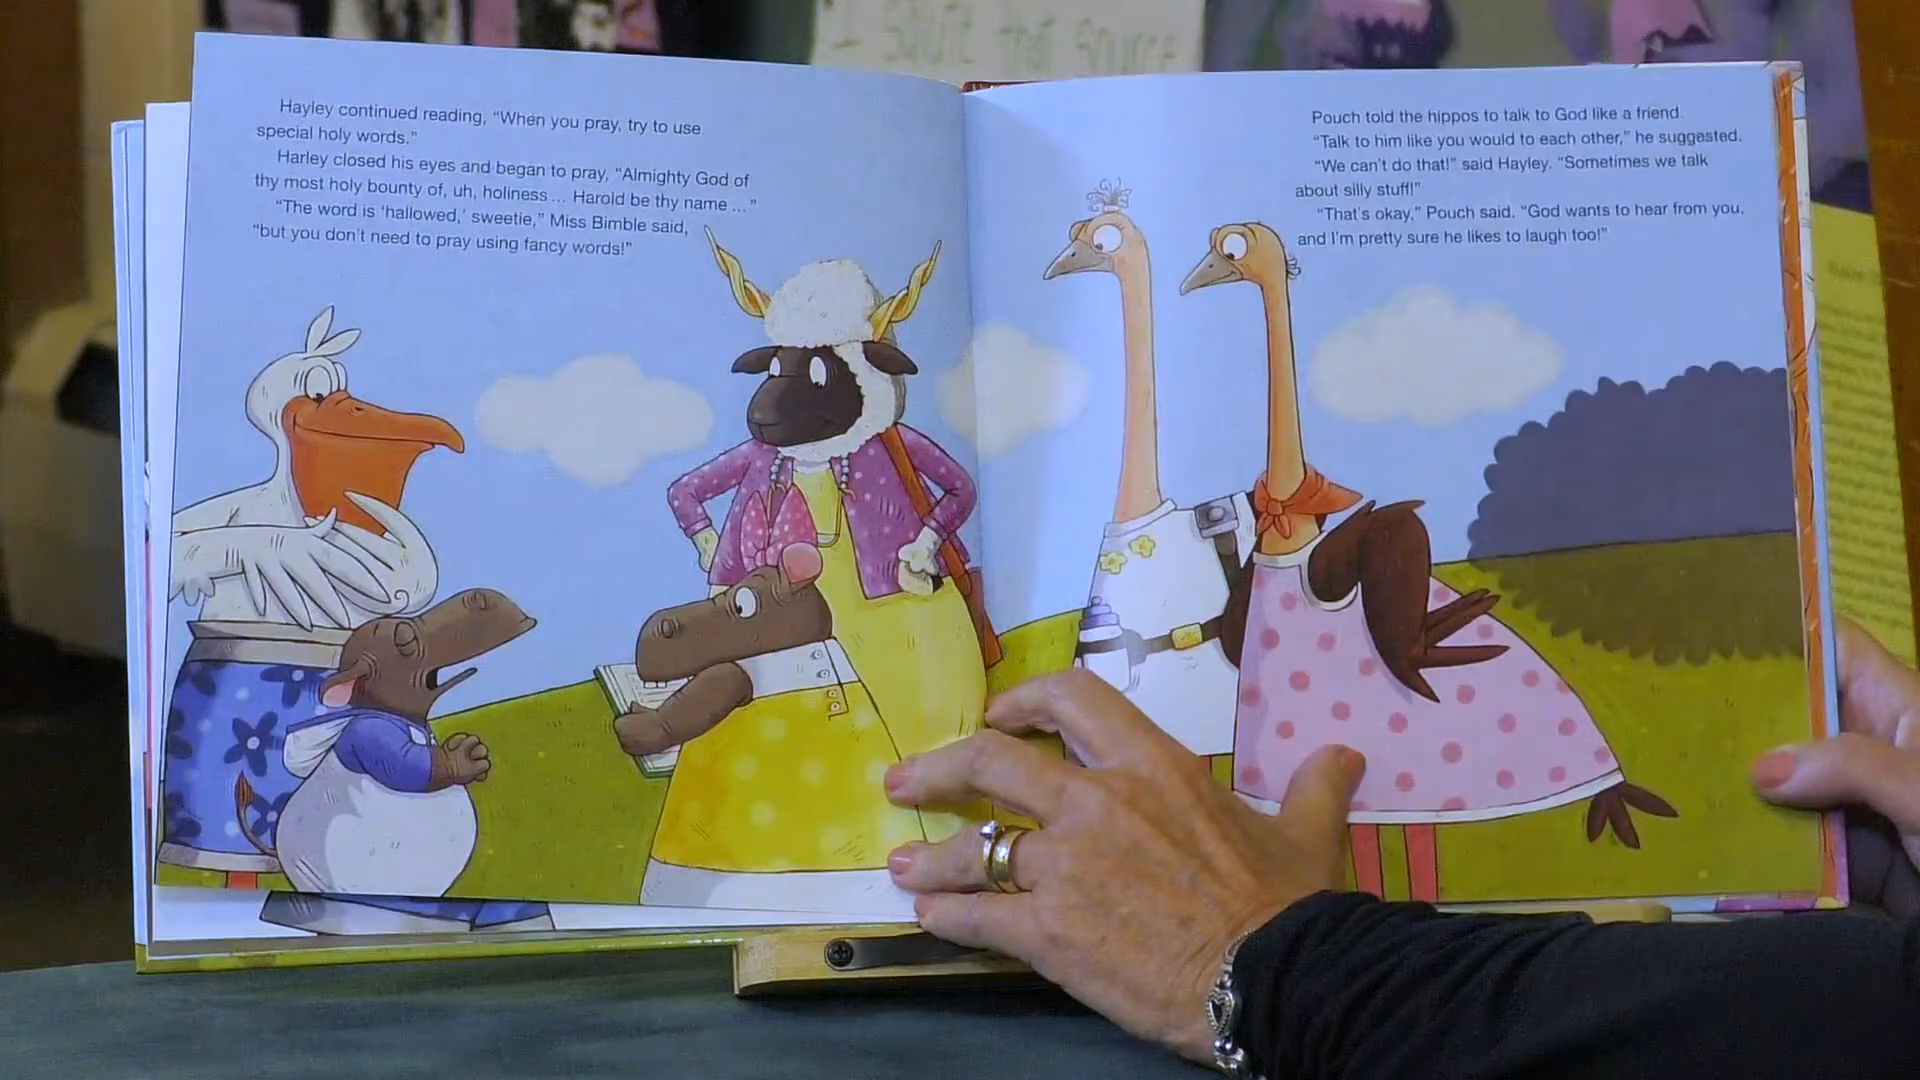 I salute that source
Hayley continued reading, “When you pray, try to use
special holy words.”
Harley closed his eyes and began to pray, “Almighty God of
thy most holy bounty of, uh, holiness ... Harold be thy name ...”
“The word is ‘hallowed,’ sweetie,” Miss Bimble said,
“but you don’t need to pray using fancy words!”
Pouch told the hippos to talk to God like a friend.
“Talk to him like you would to each other,” he suggested.
“We can’t do that!” said Hayley. “Sometimes we talk
about silly stuff!”
“That’s okay,” Pouch said. “God wants to hear from you,
and I’m pretty sure he likes to laugh too!”